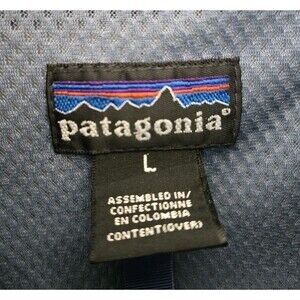 patagonia®
L
ASSEMBLED IN/
CONFECTIONNE
EN COLOMBIA
CONTENT(OVER)